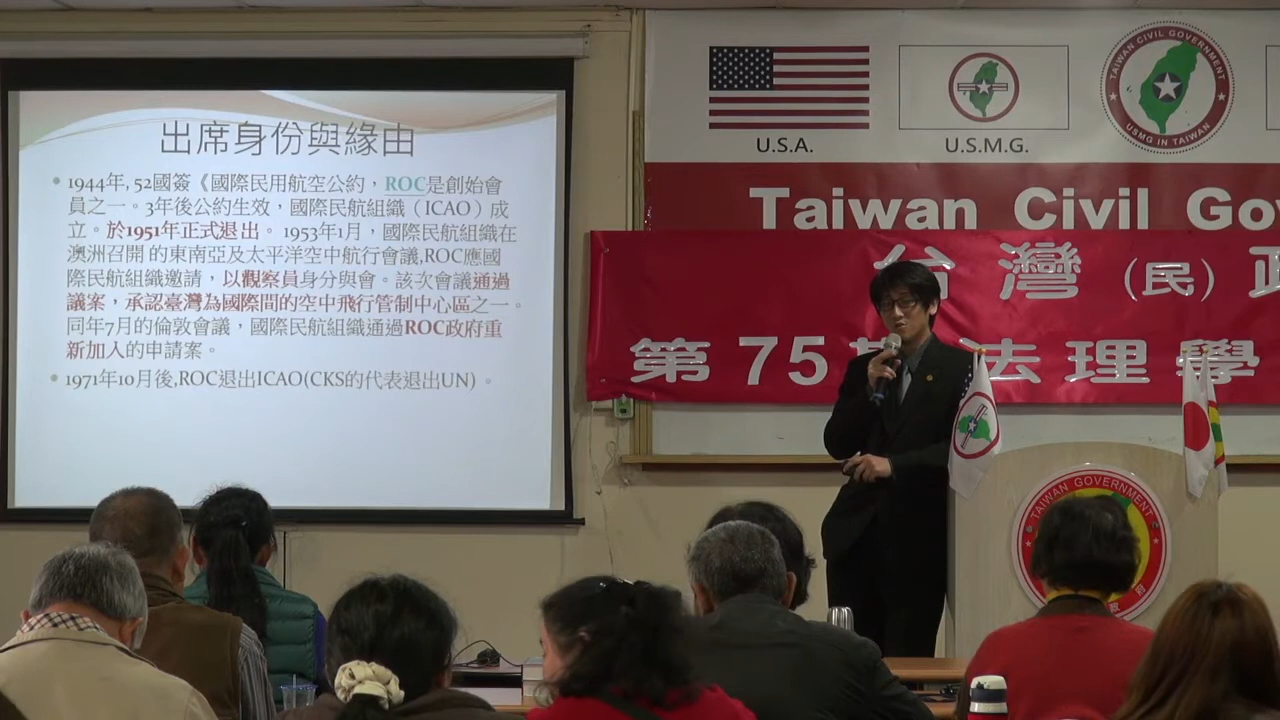 出席身份與緣由
• 1944年, 52國簽《國際民用航空公約，ROC是創始會
員之一。3年後公約生效，國際民航組織（ICAO）成
立。於1951年正式退出。 1953年1月，國際民航組織在
澳洲召開 的東南亞及太平洋空中航行會議,ROC應國
際民航組織邀請，以觀察員身分與會。該次會議通過
議案，承認臺灣為國際間的空中飛行管制中心區之一。
同年7月的倫敦會議，國際民航組織通過ROC政府重
新加入的申請案。
• 1971年10月後,ROC退出ICAO(CKS的代表退出UN) 。
U.S.A.
U.S.M.G.
TAIWAN CIVIL GOVERNMENT
USMG IN TAIWAN
Taiwan Civil Go
台灣（民）政
第75 法理學
TAIWAN GOVERNMENT